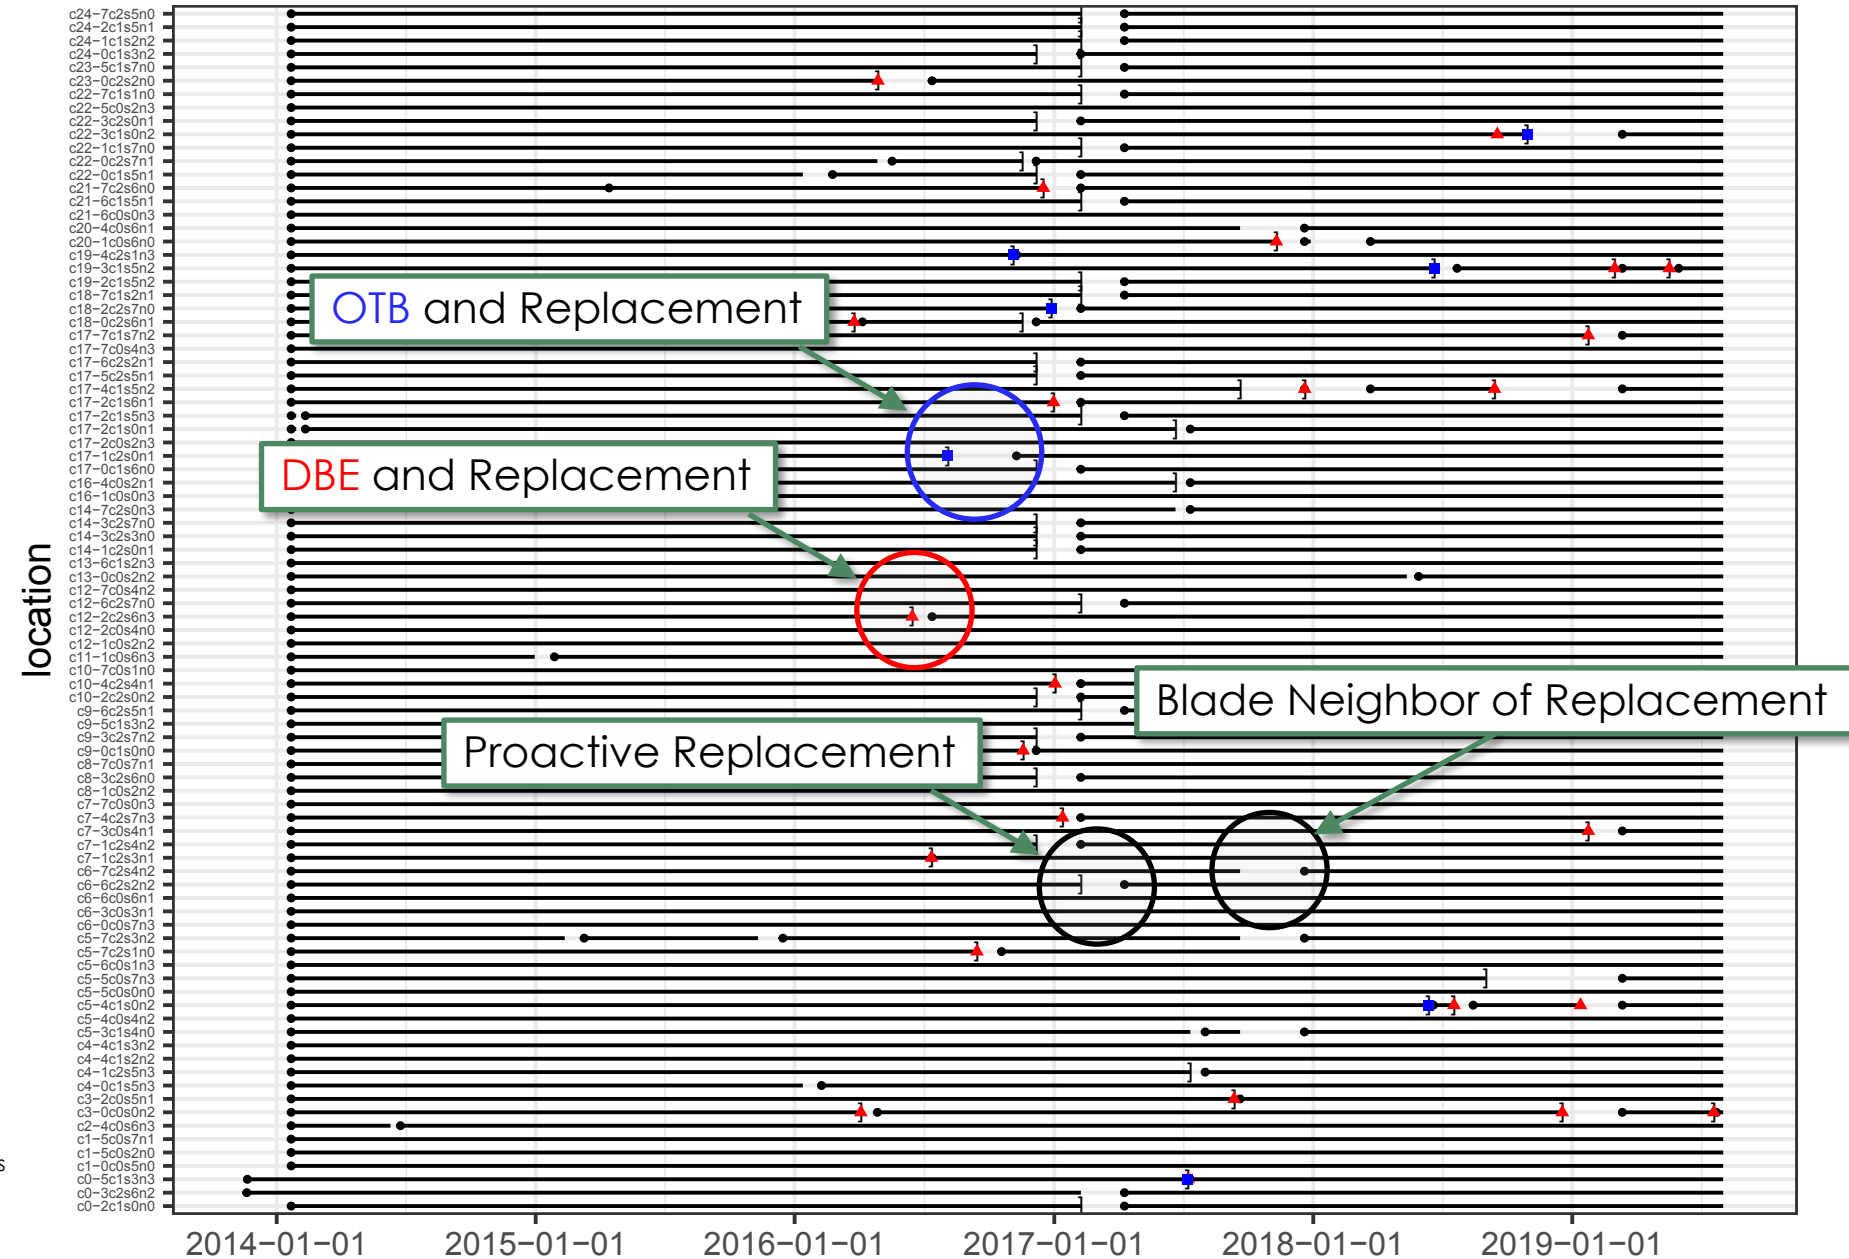 c24-7c2s5n0
c24-2c1s5n1
c24-1c1s2n2
c24-0c1s3n2
c23-5c1s7n0
c23-0c2s2n0
c22-7c1s1n0
c22-5c0s2n3
c22-3c2s0n1
c22-3c1s0n2
c22-1c1s7n0
c22-0c2s7n1
c22-0c1s5n1
c21-7c2s6n0
c21-6c1s5n1
c21-6c0s0n3
c20-4c0s6n1
c20-1c0s6n0
c19-4c2s1n3
c19-3c1s5n2
c19-2c1s5n2
c18-7c1s2n1
c18-2c2s7n0
c18-0c2s6n1
c17-7c1s7n2
c17-7c0s4n3
c17-6c2s2n1
c17-5c2s5n1
c17-4c1s5n2
c17-2c1s6n1
c17-2c1s5n3
c17-2c1s0n1
c17-2c0s2n3
c17-1c2s0n1
c17-0c1s6n0
c16-4c0s2n1
c16-1c0s0n3
c14-7c2s0n3
c14-3c2s7n0
c14-3c2s3n0
c14-1c2s0n1
c13-6c1s2n3
c13-0c0s2n2
c12-7c0s4n2
c12-6c2s7n0
c12-2c2s6n3
c12-2c0s4n0
c12-1c0s2n2
c11-1c0s6n3
c10-7c0s1n0
c10-4c2s4n1
c10-2c2s0n2
c9-6c2s5n1
c9-5c1s3n2
c9-3c2s7n2
c9-0c1s0n0
c8-7c0s7n1
c8-3c2s6n0
c8-1c0s2n2
c7-7c0s0n3
c7-4c2s7n3
c7-3c0s4n1
c7-1c2s4n2
c7-1c2s3n1
c6-7c2s4n2
c6-6c2s2n2
c6-6c0s6n1
c6-3c0s3n1
c6-0c0s7n3
c5-7c2s3n2
c5-7c2s1n0
c5-6c0s1n3
c5-5c0s7n3
c5-5c0s0n0
c5-4c1s0n2
c5-4c0s4n2
c5-3c1s4n0
c4-4c1s3n2
c4-4c1s2n2
c4-1c2s5n3
c4-0c1s5n3
c3-2c0s5n1
c3-0c0s0n2
c2-4c0s6n3
c1-5c0s7n1
c1-5c0s2n0
c1-0c0s5n0
c0-5c1s3n3
c0-3c2s6n2
c0-2c1s0n0
location
s
OTB and Replacement
DBE and Replacement
Blade Neighbor of Replacement
Proactive Replacement
2014-01-01
2015-01-01
2016-01-01
2017-01-01
2018-01-01
2019-01-01